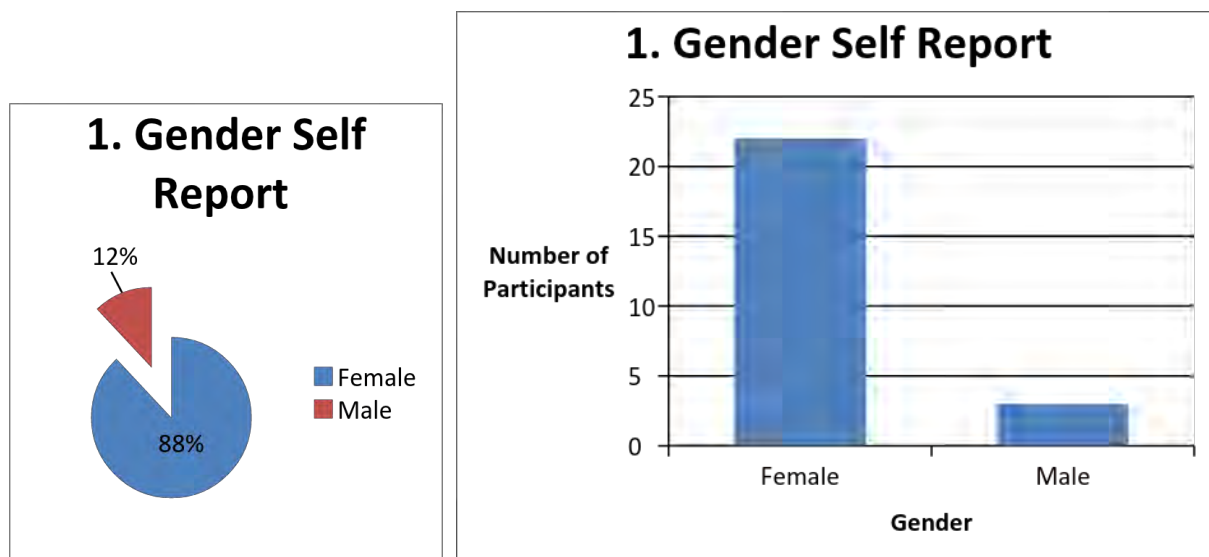 1. Gender Self
Report
12%
88%
Female
Male
1. Gender Self Report
25
20
15
10
5
0
Number of
Participants
Female Male
Gender